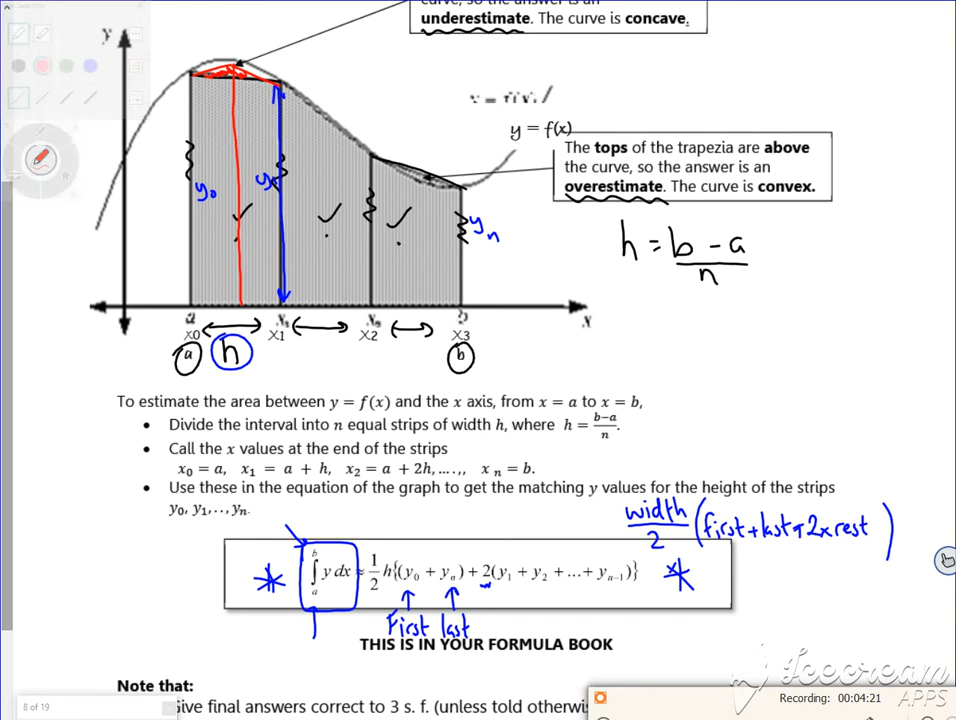 curve, so the answer is an
underestimate. The curve is concave.
y
y = f(x)
The tops of the trapezia are above
the curve, so the answer is an
overestimate. The curve is convex.
y₀
yₙ
h = b - a
n
a
b
x
X0
X1
X2
X3
a
h
b
To estimate the area between y = f(x) and the x axis, from x = a to x = b,
• Divide the interval into n equal strips of width h, where h = b−a/n.
• Call the x values at the end of the strips
x₀ = a, x₁ = a + h, x₂ = a + 2h, ....,, x ₙ = b.
• Use these in the equation of the graph to get the matching y values for the height of the strips
y₀, y₁, . . , yₙ.
width/2 (first+last+2xrest)
* ∫ₐᵇ y dx ≈ 1/2 h{(y₀ + yₙ) + 2(y₁ + y₂ + ... + yₙ₋₁)} *
First last
THIS IS IN YOUR FORMULA BOOK
Note that:
Give final answers correct to 3 s. f. (unless told otherwi
8 of 19
Icecream
APPS
Recording: 00:04:21